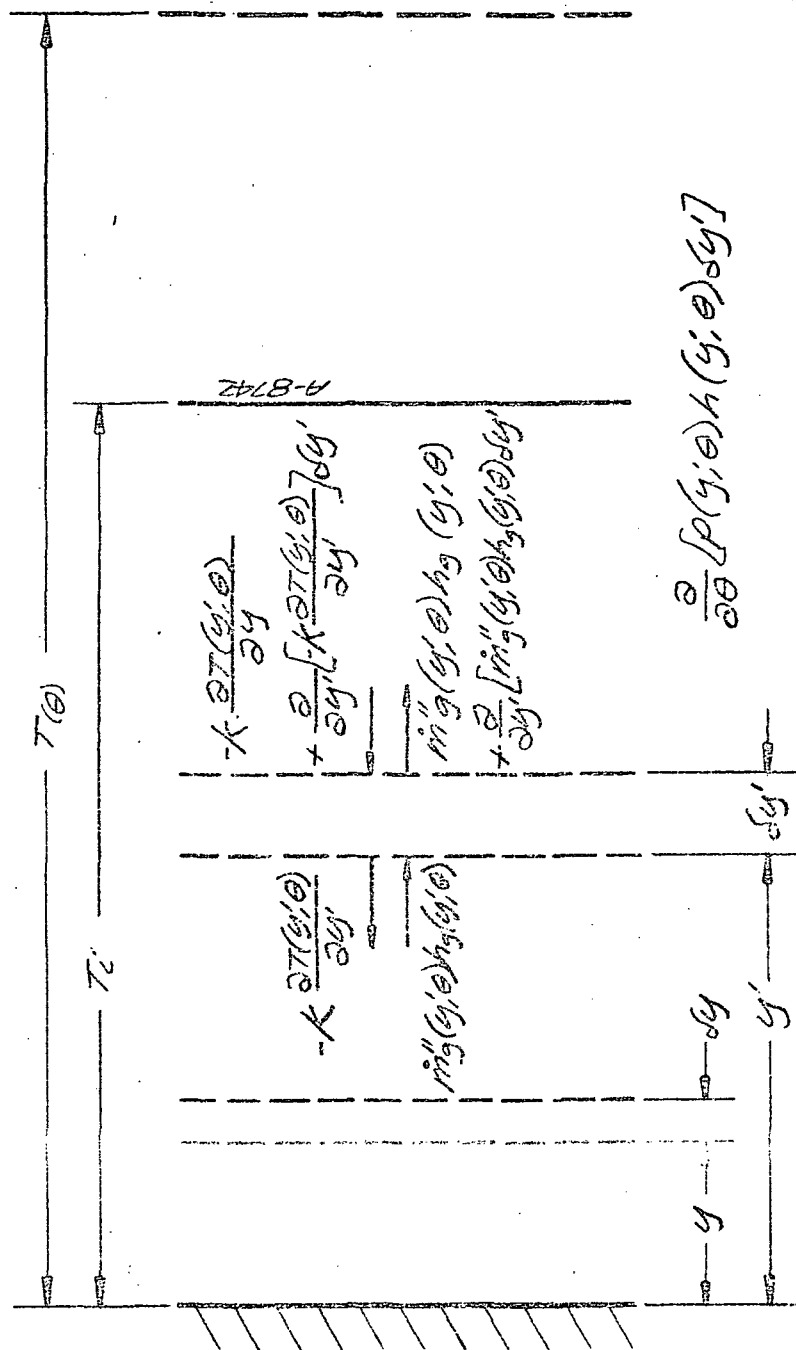 T(θ)
Ti
A-8742
-K ∂T(y',θ)/∂y'
-K ∂T(y',θ)/∂y
+ ∂/∂y' [-K ∂T(y',θ)/∂y'] δy'
ṁ"g(y',θ)hg(y',θ)
ṁ"g(y',θ)hg(y',θ)
+ ∂/∂y' [ṁ"g(y',θ)hg(y',θ)δy'
∂/∂θ [ρ(y',θ)h(y',θ)δy']
y
δy
y'
δy'